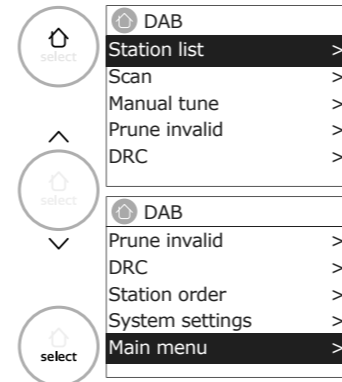 select
DAB
Station list >
Scan >
Manual tune >
Prune invalid >
DRC >
select
DAB
Prune invalid >
DRC >
Station order >
System settings >
Main menu >
select